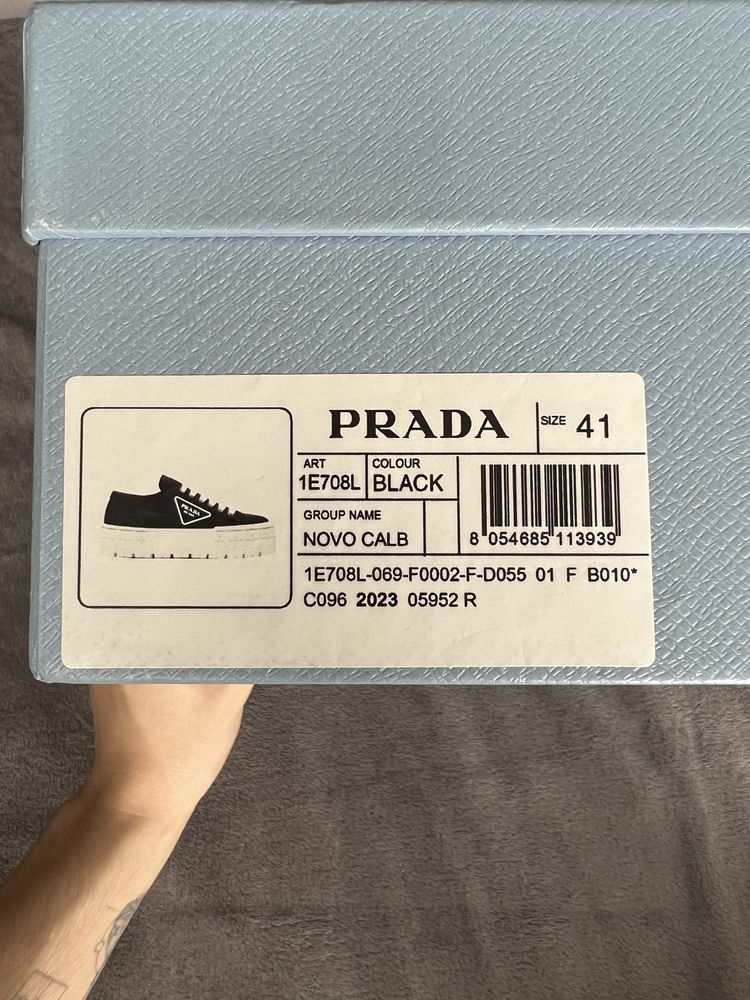 PRADA
SIZE 41
ART
1E708L
COLOUR
BLACK
GROUP NAME
NOVO CALB
8 054685 113939
1E708L-069-F0002-F-D055 01 F B010*
C096 2023 05952 R
PRADA